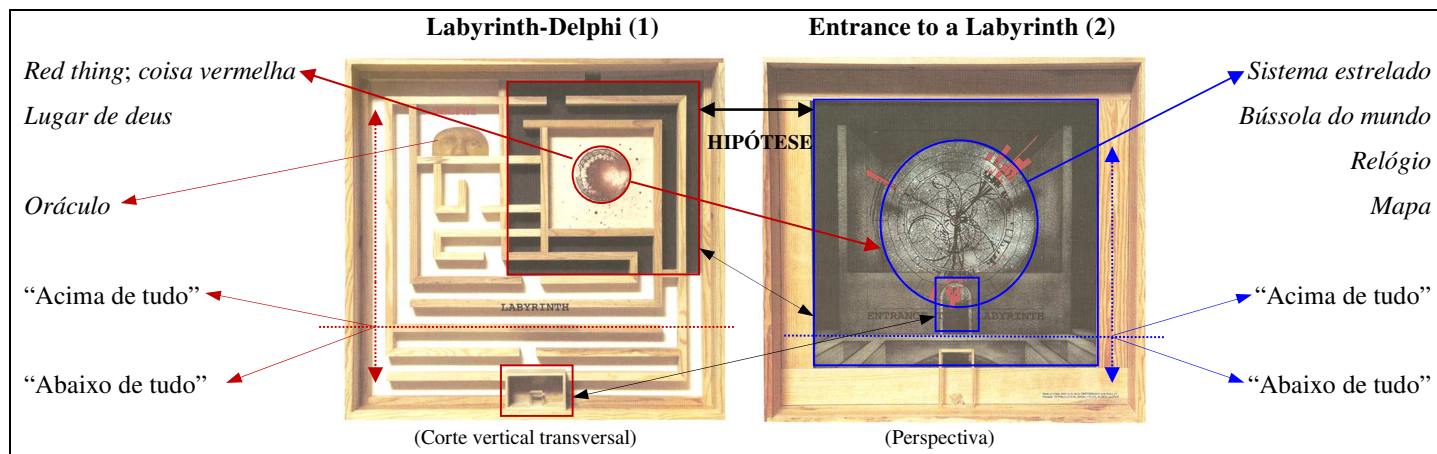 Labyrinth-Delphi (1)
Entrance to a Labyrinth (2)
Red thing; coisa vermelha
Lugar de deus
Oráculo
“Acima de tudo”
“Abaixo de tudo”
HIPÓTESE
LABYRINTH
ENTRANCE
LABYRINTH
Sistema estrelado
Bússola do mundo
Relógio
Mapa
“Acima de tudo”
“Abaixo de tudo”
(Corte vertical transversal)
(Perspectiva)